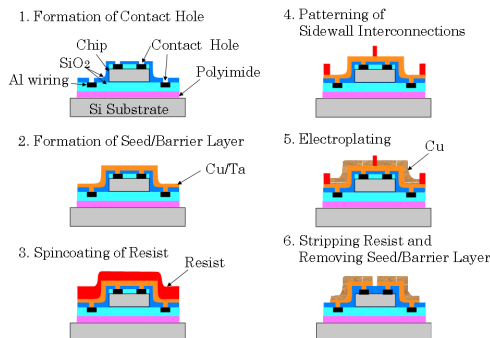 1. Formation of Contact Hole
Chip
Contact Hole
SiO2
Al wiring
Polyimide
Si Substrate
2. Formation of Seed/Barrier Layer
Cu/Ta
3. Spincoating of Resist
Resist
4. Patterning of
Sidewall Interconnections
5. Electroplating
Cu
6. Stripping Resist and
Removing Seed/Barrier Layer